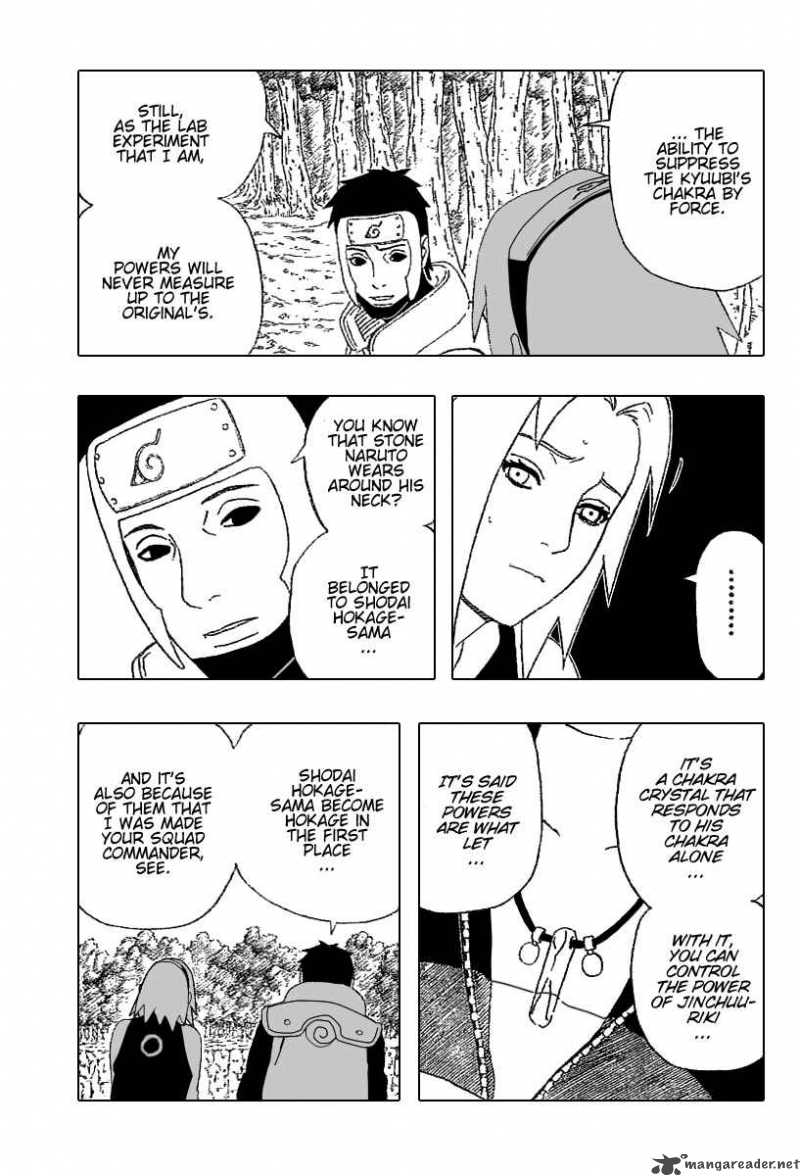 ... THE
ABILITY TO
SUPPRESS
THE KYUUBI'S
CHAKRA BY
FORCE.
STILL,
AS THE LAB
EXPERIMENT
THAT I AM,
MY
POWERS WILL
NEVER MEASURE
UP TO THE
ORIGINAL'S.
.........
YOU KNOW
THAT STONE
NARUTO
WEARS
AROUND HIS
NECK?
IT
BELONGED
TO SHODAI
HOKAGE-
SAMA
...
IT'S
A CHAKRA
CRYSTAL THAT
RESPONDS
TO HIS
CHAKRA
ALONE
...
WITH IT,
YOU CAN
CONTROL
THE POWER
OF JINCHUU-
RIKI
...
IT'S SAID
THESE
POWERS
ARE WHAT
LET
...
SHODAI
HOKAGE-
SAMA BECOME
HOKAGE IN
THE FIRST
PLACE
...
AND IT'S
ALSO BECAUSE
OF THEM THAT
I WAS MADE
YOUR SQUAD
COMMANDER,
SEE.
mangareader.net